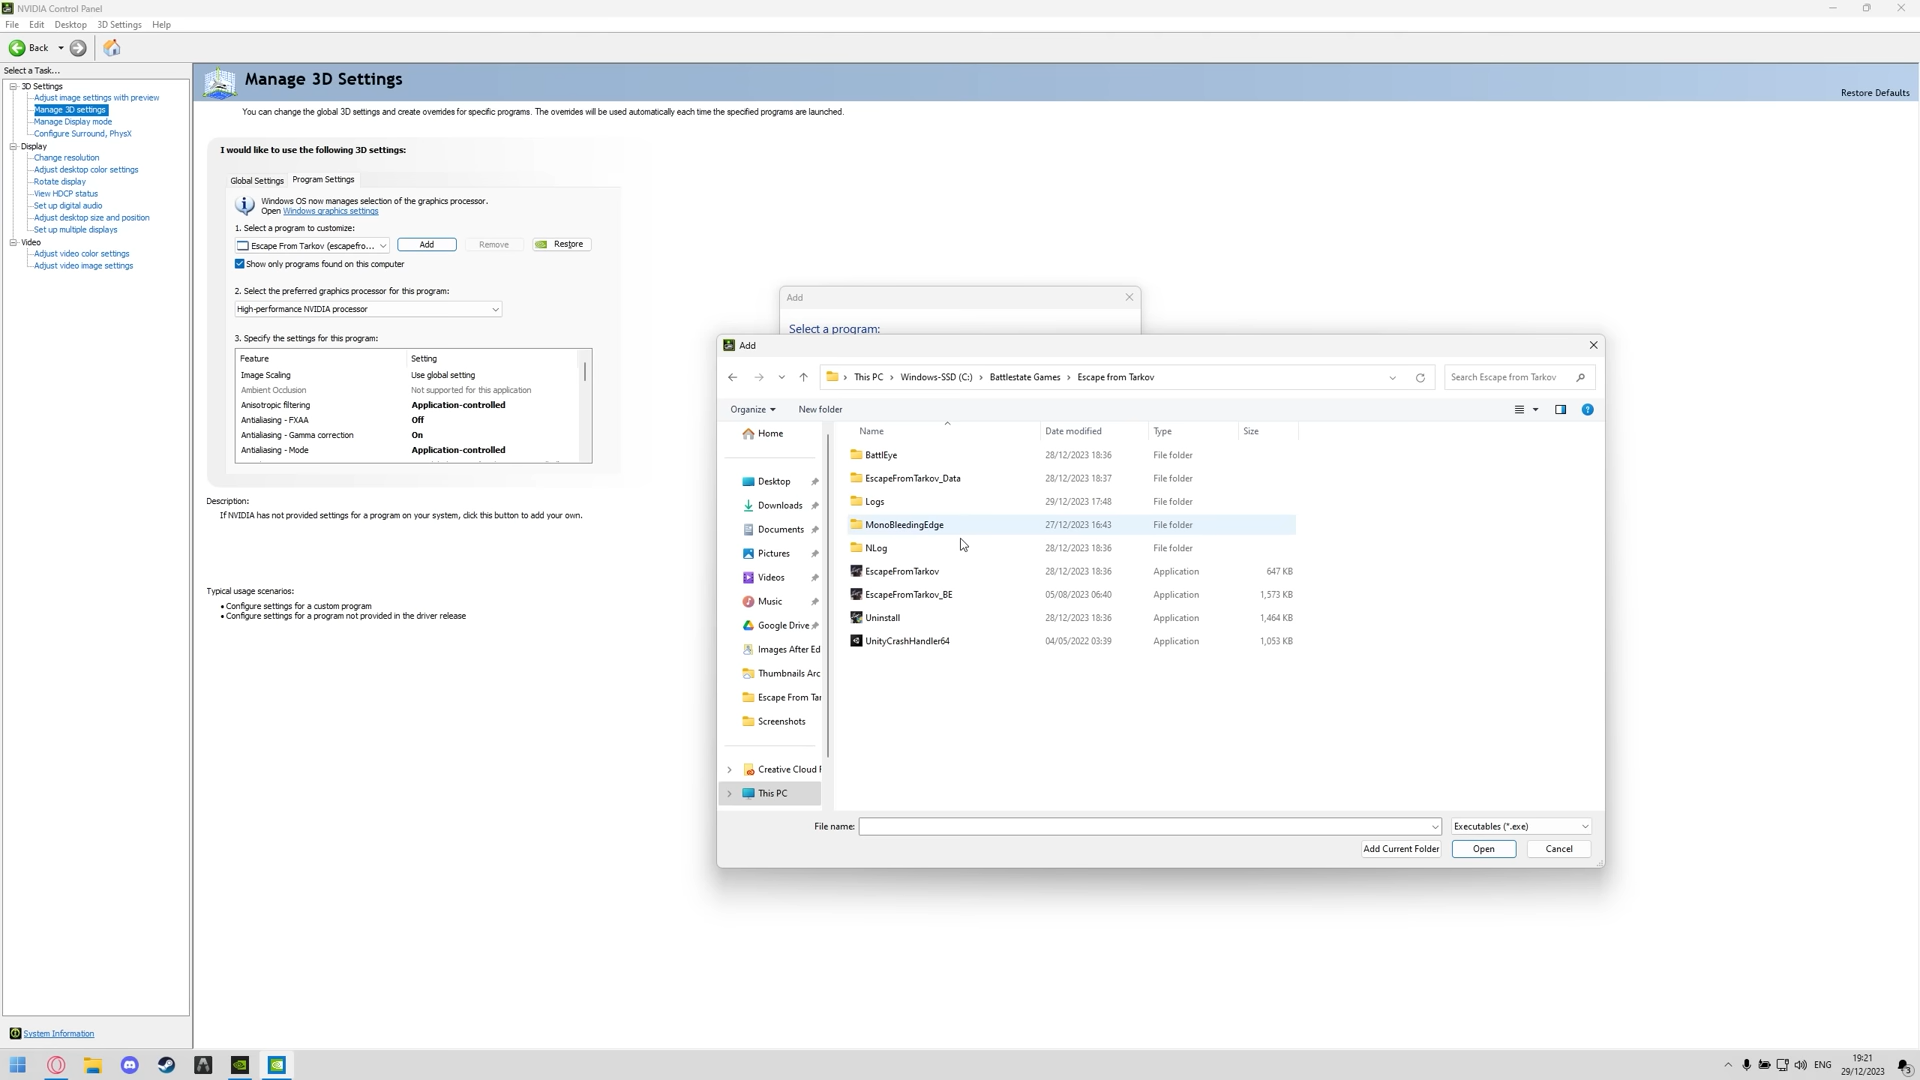 NVIDIA Control Panel
File Edit Desktop 3D Settings Help
Back
Select a Task...
3D Settings
Adjust image settings with preview
Manage 3D settings
Manage Display mode
Configure Surround, PhysX
Display
Change resolution
Adjust desktop color settings
Rotate display
View HDCP status
Set up digital audio
Adjust desktop size and position
Set up multiple displays
Video
Adjust video color settings
Adjust video image settings
System Information
Manage 3D Settings
Restore Defaults
You can change the global 3D settings and create overrides for specific programs. The overrides will be used automatically each time the specified programs are launched.
I would like to use the following 3D settings:
Global Settings Program Settings
Windows OS now manages selection of the graphics processor.
Open Windows graphics settings
1. Select a program to customize:
Escape From Tarkov (escapefro... Add Remove Restore
Show only programs found on this computer
2. Select the preferred graphics processor for this program:
High-performance NVIDIA processor
3. Specify the settings for this program:
Feature Setting
Image Scaling Use global setting
Ambient Occlusion Not supported for this application
Anisotropic filtering Application-controlled
Antialiasing - FXAA Off
Antialiasing - Gamma correction On
Antialiasing - Mode Application-controlled
Description:
If NVIDIA has not provided settings for a program on your system, click this button to add your own.
Typical usage scenarios:
• Configure settings for a custom program
• Configure settings for a program not provided in the driver release
Add
Select a program:
Add
This PC > Windows-SSD (C:) > Battlestate Games > Escape from Tarkov
Search Escape from Tarkov
Organize New folder
Home
Desktop
Downloads
Documents
Pictures
Videos
Music
Google Drive
Images After Ed
Thumbnails Arc
Escape From Tar
Screenshots
Creative Cloud F
This PC
Name Date modified Type Size
BattlEye 28/12/2023 18:36 File folder
EscapeFromTarkov_Data 28/12/2023 18:37 File folder
Logs 29/12/2023 17:48 File folder
MonoBleedingEdge 27/12/2023 16:43 File folder
NLog 28/12/2023 18:36 File folder
EscapeFromTarkov 28/12/2023 18:36 Application 647 KB
EscapeFromTarkov_BE 05/08/2023 06:40 Application 1,573 KB
Uninstall 28/12/2023 18:36 Application 1,464 KB
UnityCrashHandler64 04/05/2022 03:39 Application 1,053 KB
File name: Executables (*.exe)
Add Current Folder Open Cancel
ENG
19:21
29/12/2023
3